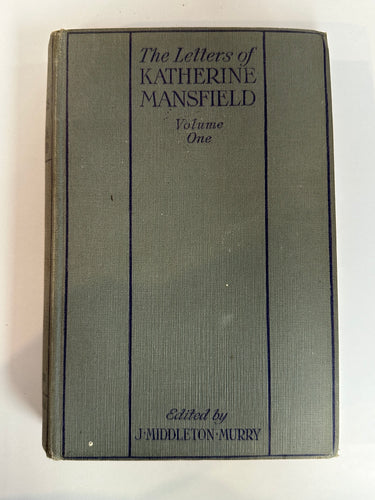 The Letters of
KATHERINE
MANSFIELD
Volume
One
Edited by
J·MIDDLETON·MURRY